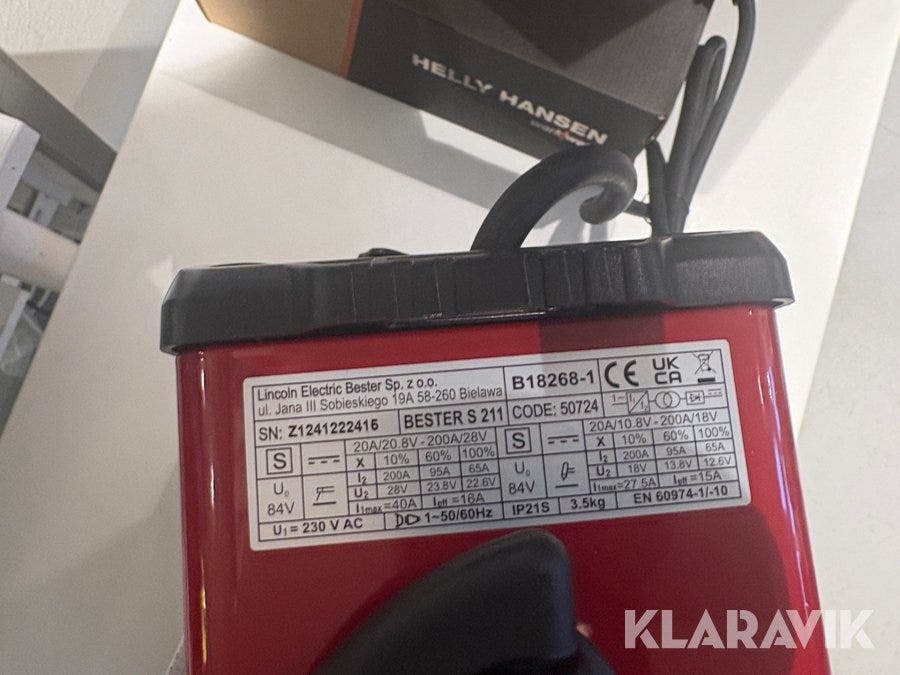 HELLY HANSEN
Lincoln Electric Bester Sp. z o.o.
ul. Jana III Sobieskiego 19A 58-260 Bielawa
B18268-1
CE
UK
CA
SN: Z1241222416
BESTER S 211
CODE: 50724
1~
S
20A/20.8V - 200A/28V
X 10% 60% 100%
I2 200A 95A 65A
U0
84V
U2 28V 23.8V 22.6V
I1max=40A Ieff=16A
S
20A/10.8V - 200A/18V
X 10% 60% 100%
I2 200A 95A 65A
U0
84V
U2 18V 13.8V 12.6V
I1max=27.5A Ieff=15A
U1 = 230 V AC
1~50/60Hz
IP21S
3.5kg
EN 60974-1/-10
KLARAVIK